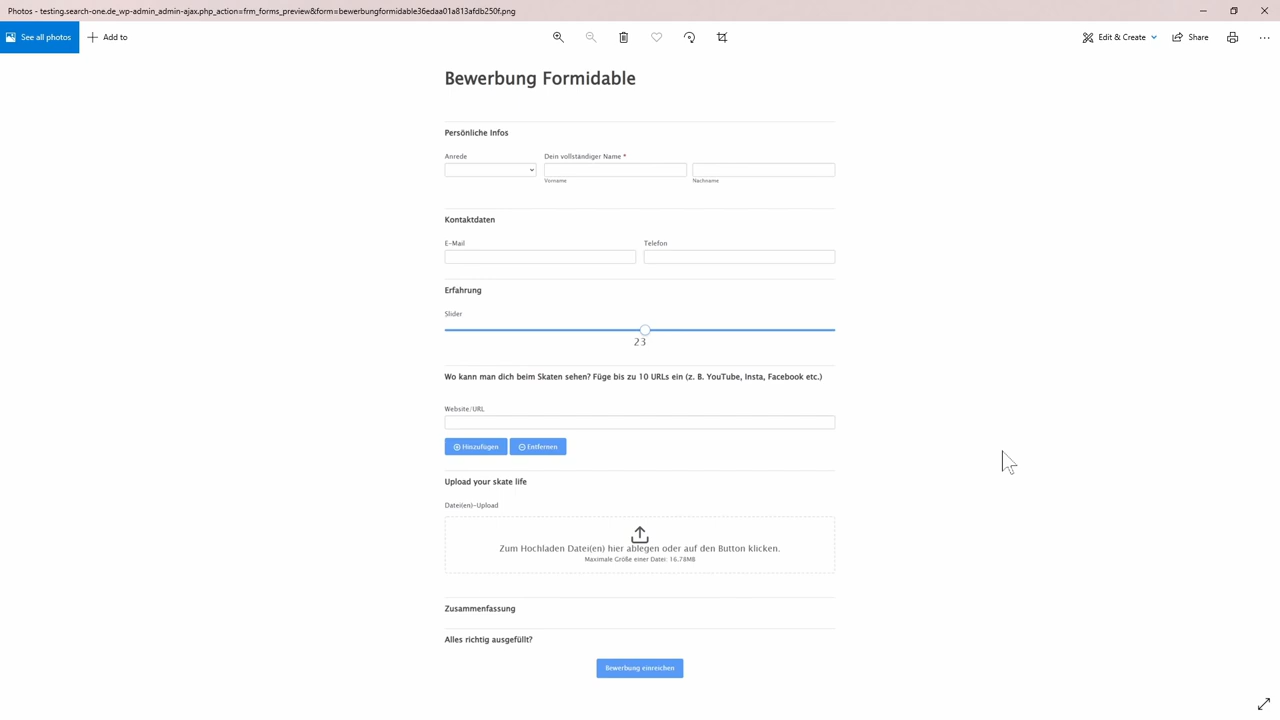 Photos - testing.search-one.de_wp-admin_admin-ajax.php_action=frm_forms_preview&form=bewerbungformidable36edaa01a813afdb250f.png
See all photos
Add to
Edit & Create
Share
Bewerbung Formidable
Persönliche Infos
Anrede
Dein vollständiger Name *
Vorname
Nachname
Kontaktdaten
E-Mail
Telefon
Erfahrung
Slider
23
Wo kann man dich beim Skaten sehen? Füge bis zu 10 URLs ein (z. B. YouTube, Insta, Facebook etc.)
Website/URL
Hinzufügen
Entfernen
Upload your skate life
Datei(en)-Upload
Zum Hochladen Datei(en) hier ablegen oder auf den Button klicken.
Maximale Größe einer Datei: 16.78MB
Zusammenfassung
Alles richtig ausgefüllt?
Bewerbung einreichen